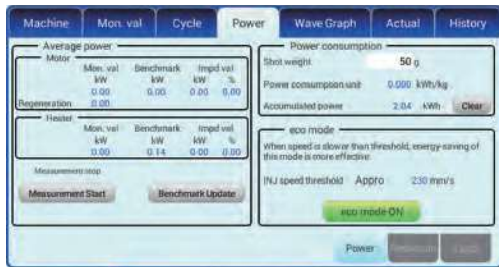 Machine Mon. val Cycle Power Wave Graph Actual History
Average power
Motor
Mon. val Benchmark Impd val
kW kW kW %
0.00 0.00 0.00 0.00
Regeneration 0.00
Heater
Mon. val Benchmark Impd val
kW kW kW %
0.00 0.14 0.00 0.00
Measurement stop
Measurement Start Benchmark Update
Power consumption
Shot weight 50 g
Power consumption unit 0.000 kWh/kg
Accumulated power 2.04 kWh Clear
eco mode
When speed is slower than threshold, energy-saving of
this mode is more effective
INJ speed threshold Appro 230 mm/s
eco mode ON
Power